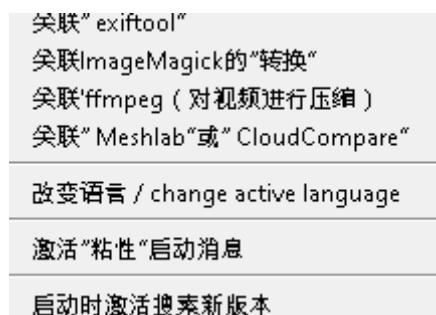 关联” exiftool“
关联ImageMagick的”转换“
关联'ffmpeg ( 对视频进行压缩 )
关联” Meshlab“或” CloudCompare“
改变语言 / change active language
激活”粘性“启动消息
启动时激活搜索新版本